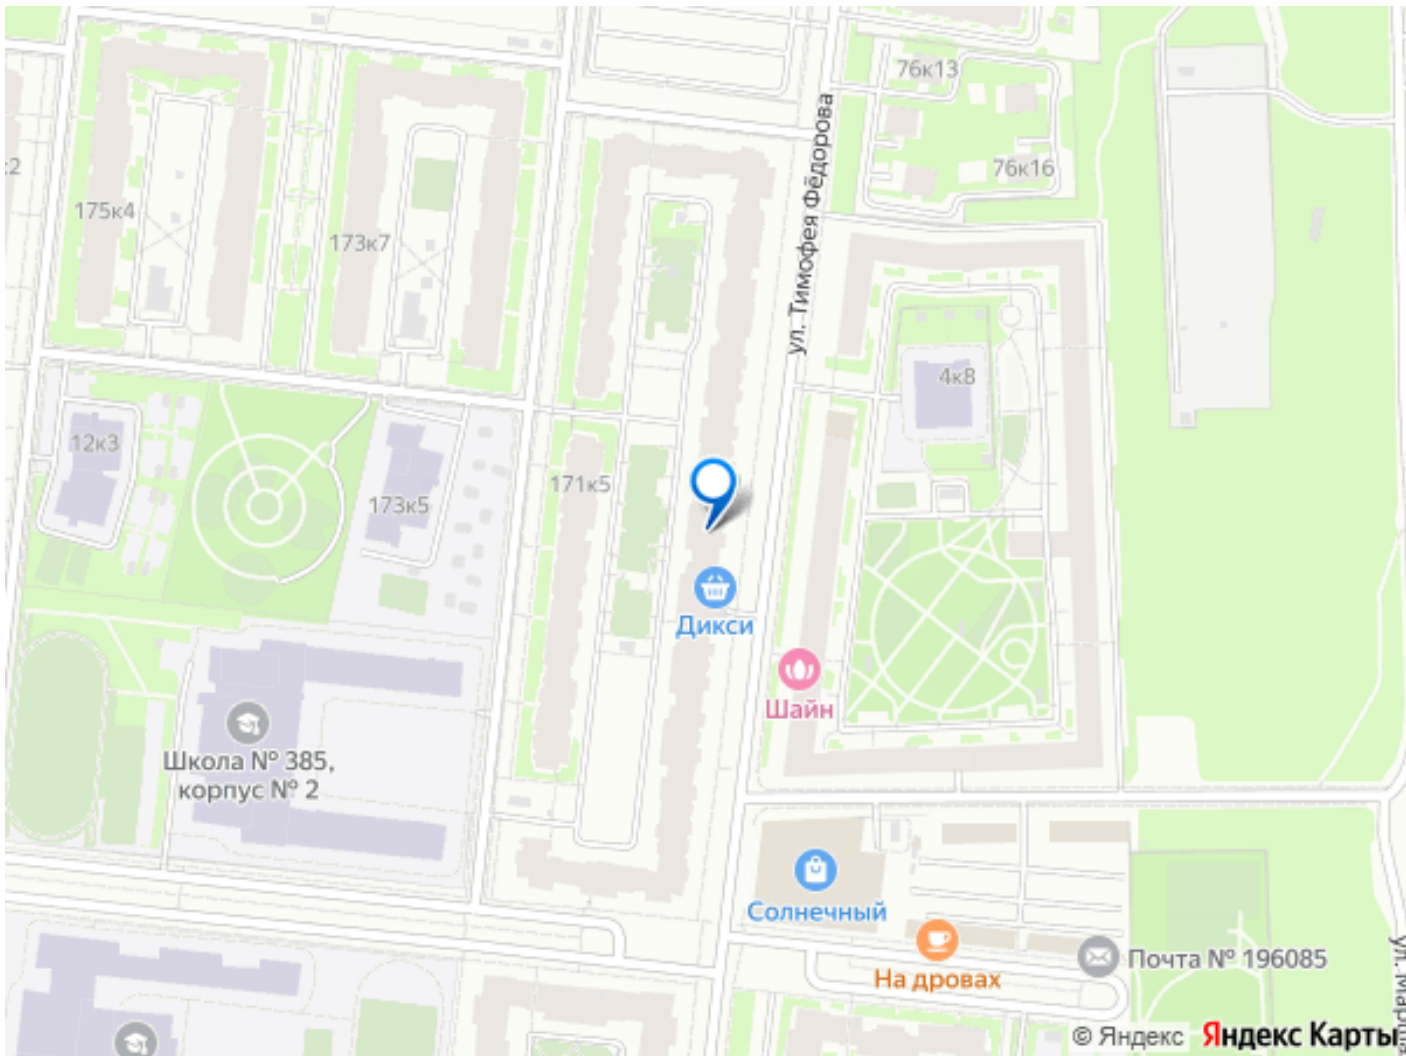 76к13
ул. Тимофея Фёдорова
76к16
175к4
173к7
4к8
12к3
171к5
173к5
Дикси
Шайн
Школа № 385,
корпус № 2
Солнечный
На дровах
Почта № 196085
ул.
© Яндекс
Яндекс Карты